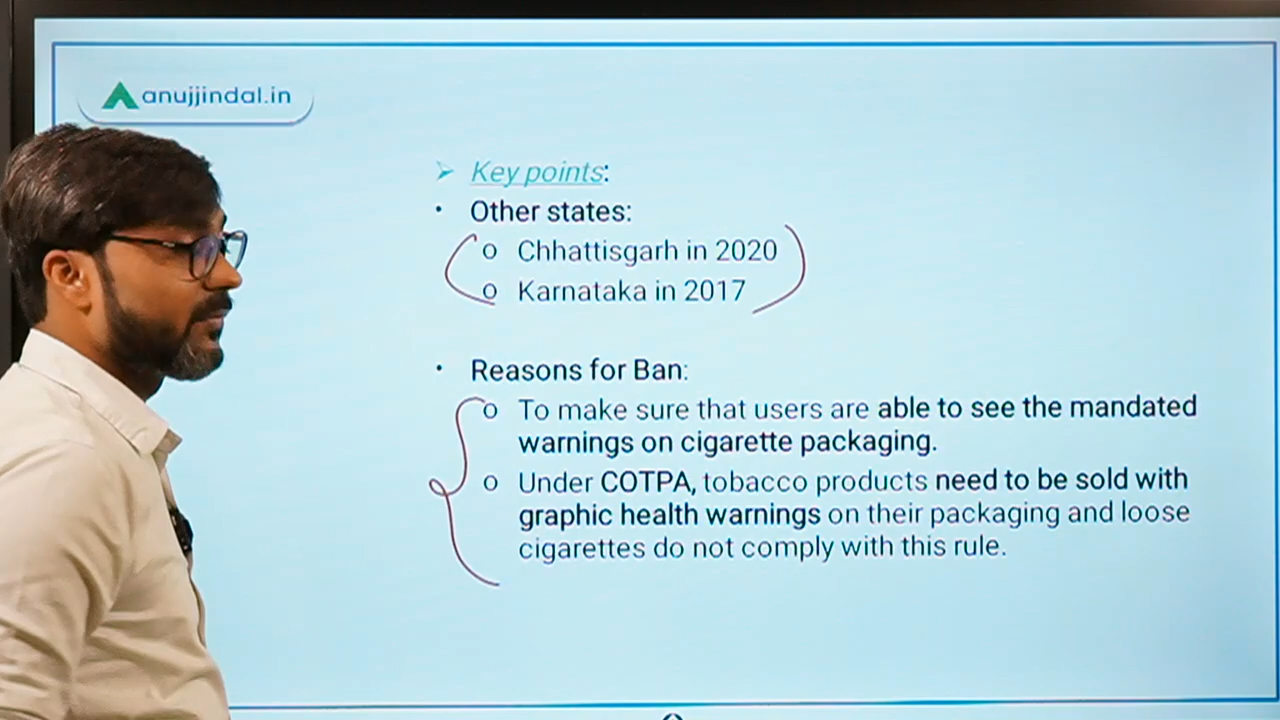 anujjindal.in
➢ Key points:
• Other states:
o Chhattisgarh in 2020
o Karnataka in 2017
• Reasons for Ban:
o To make sure that users are able to see the mandated
warnings on cigarette packaging.
o Under COTPA, tobacco products need to be sold with
graphic health warnings on their packaging and loose
cigarettes do not comply with this rule.